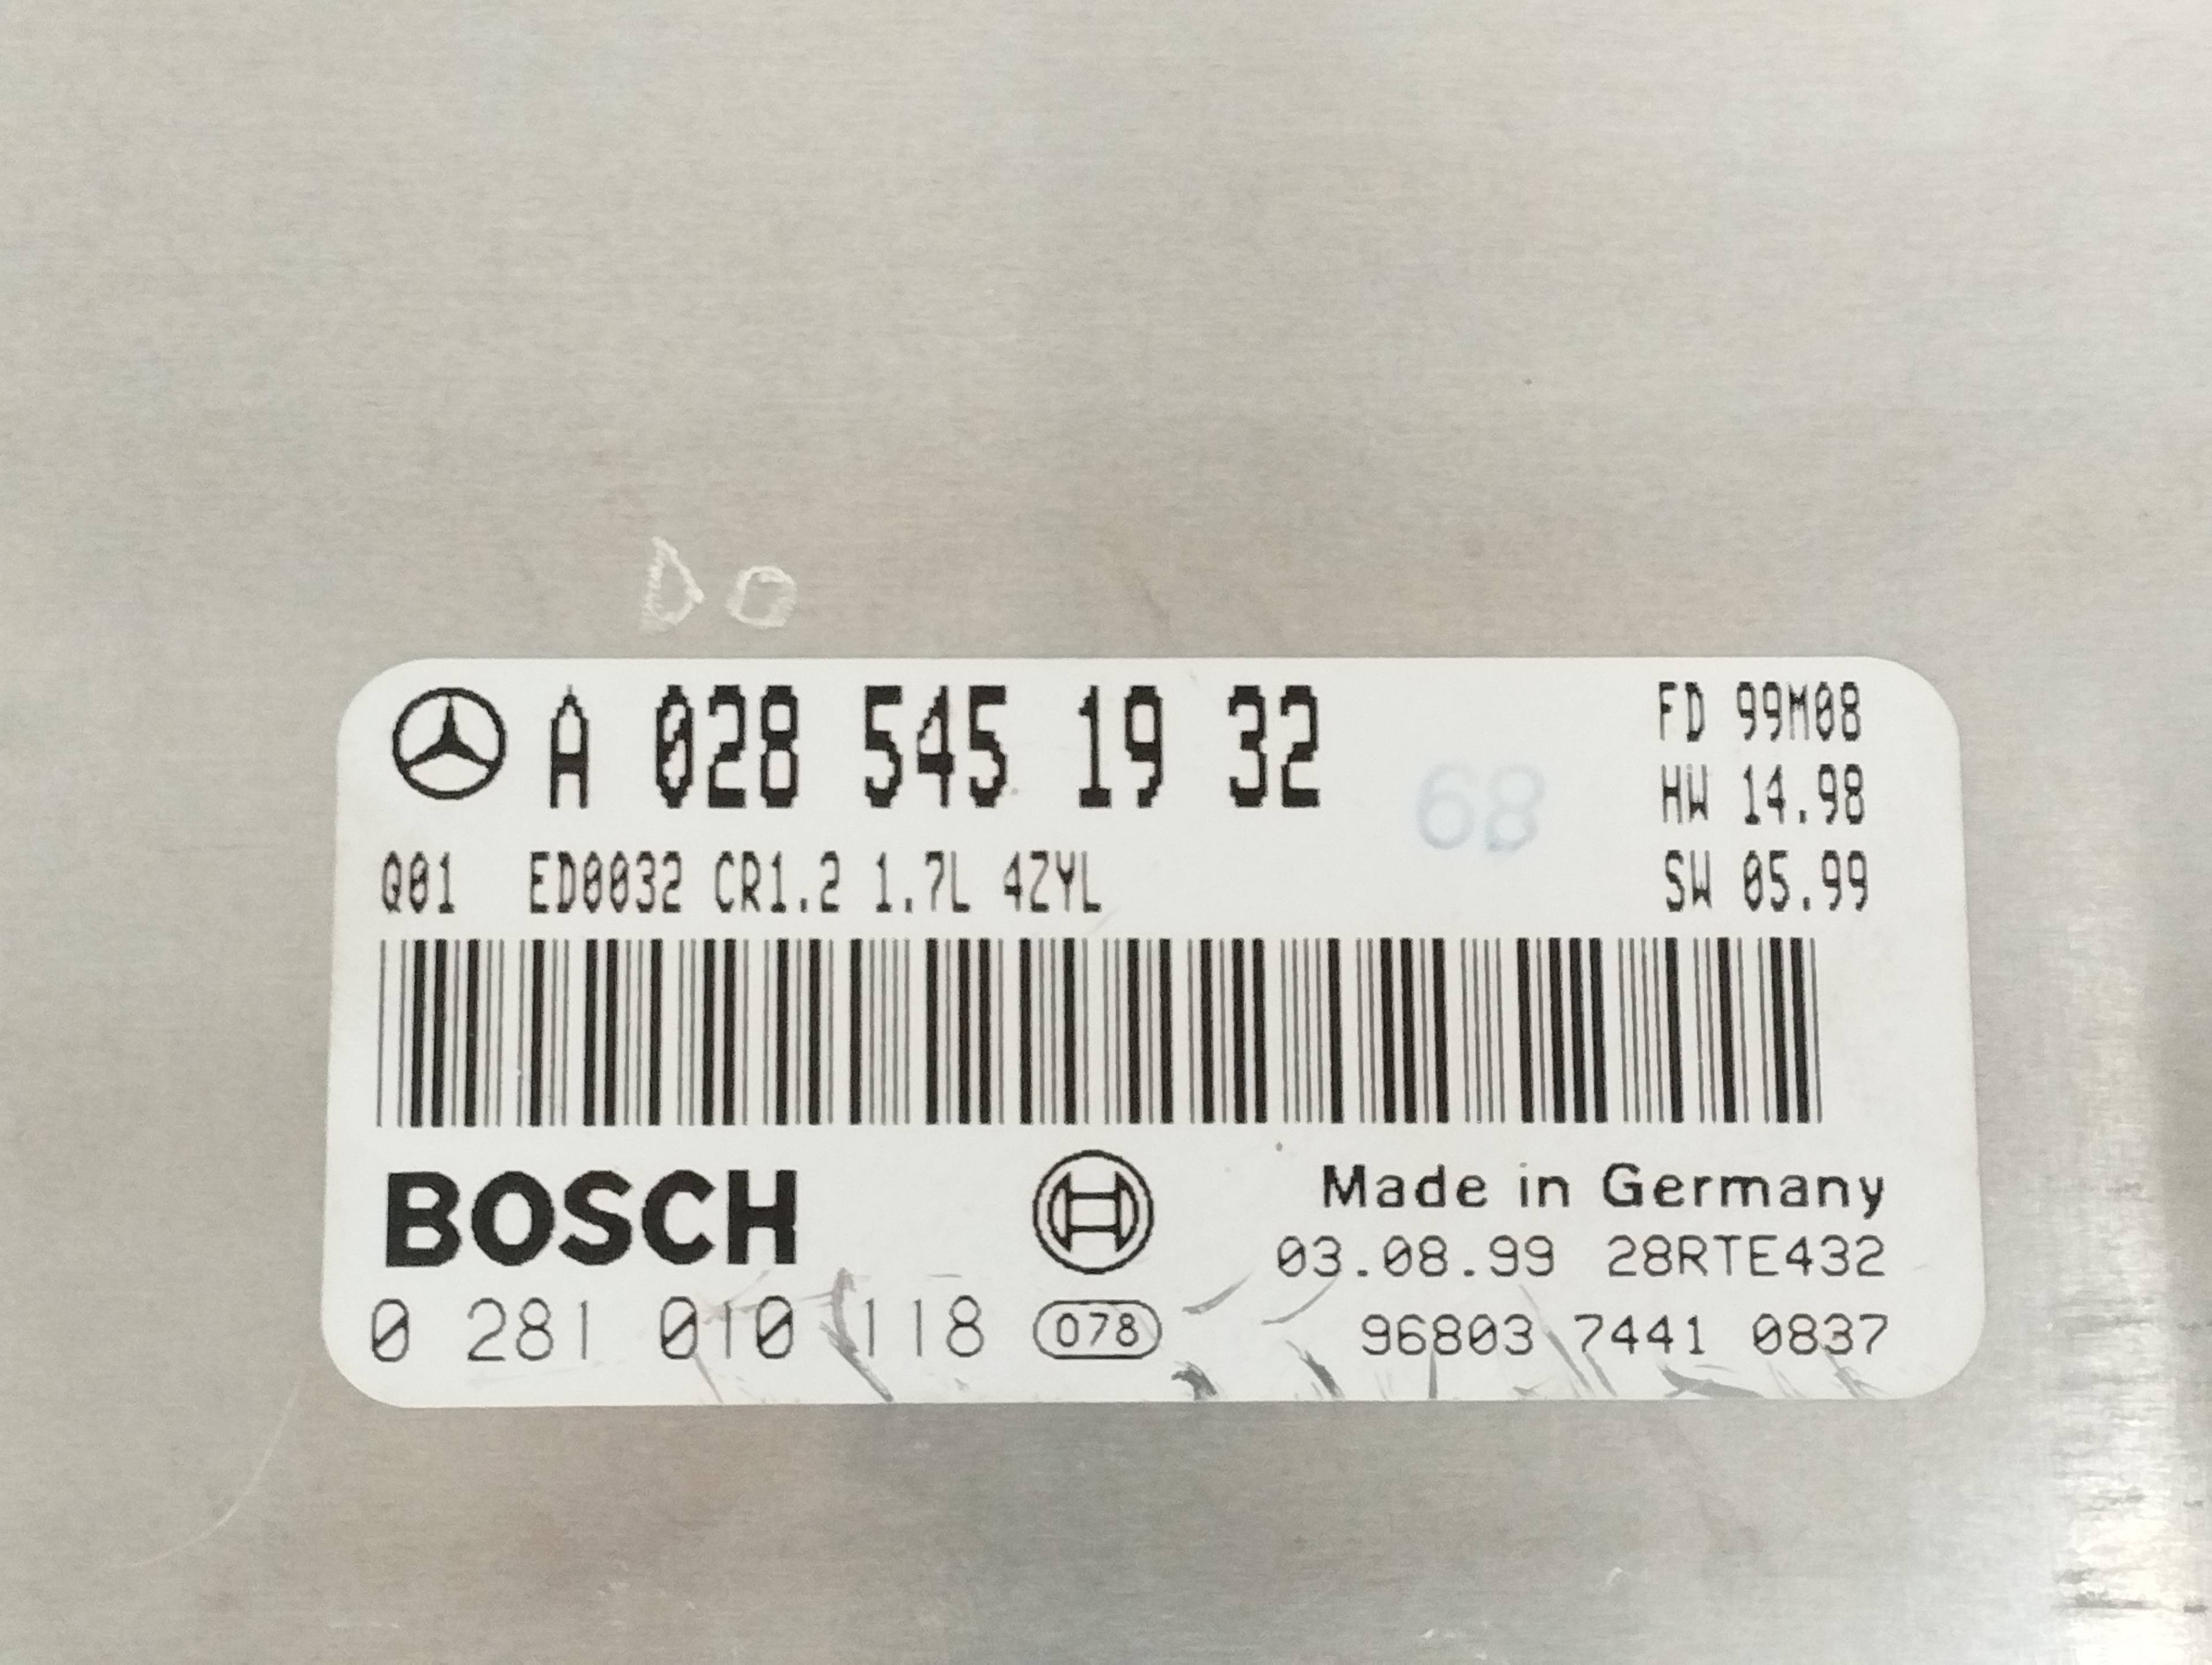 Do
A 028 545 19 32
FD 99M08
68
HW 14.98
Q01 ED0032 CR1.2 1.7L 4ZYL
SW 05.99
BOSCH
Made in Germany
03.08.99 28RTE432
0 281 010 118 078
96803 7441 0837